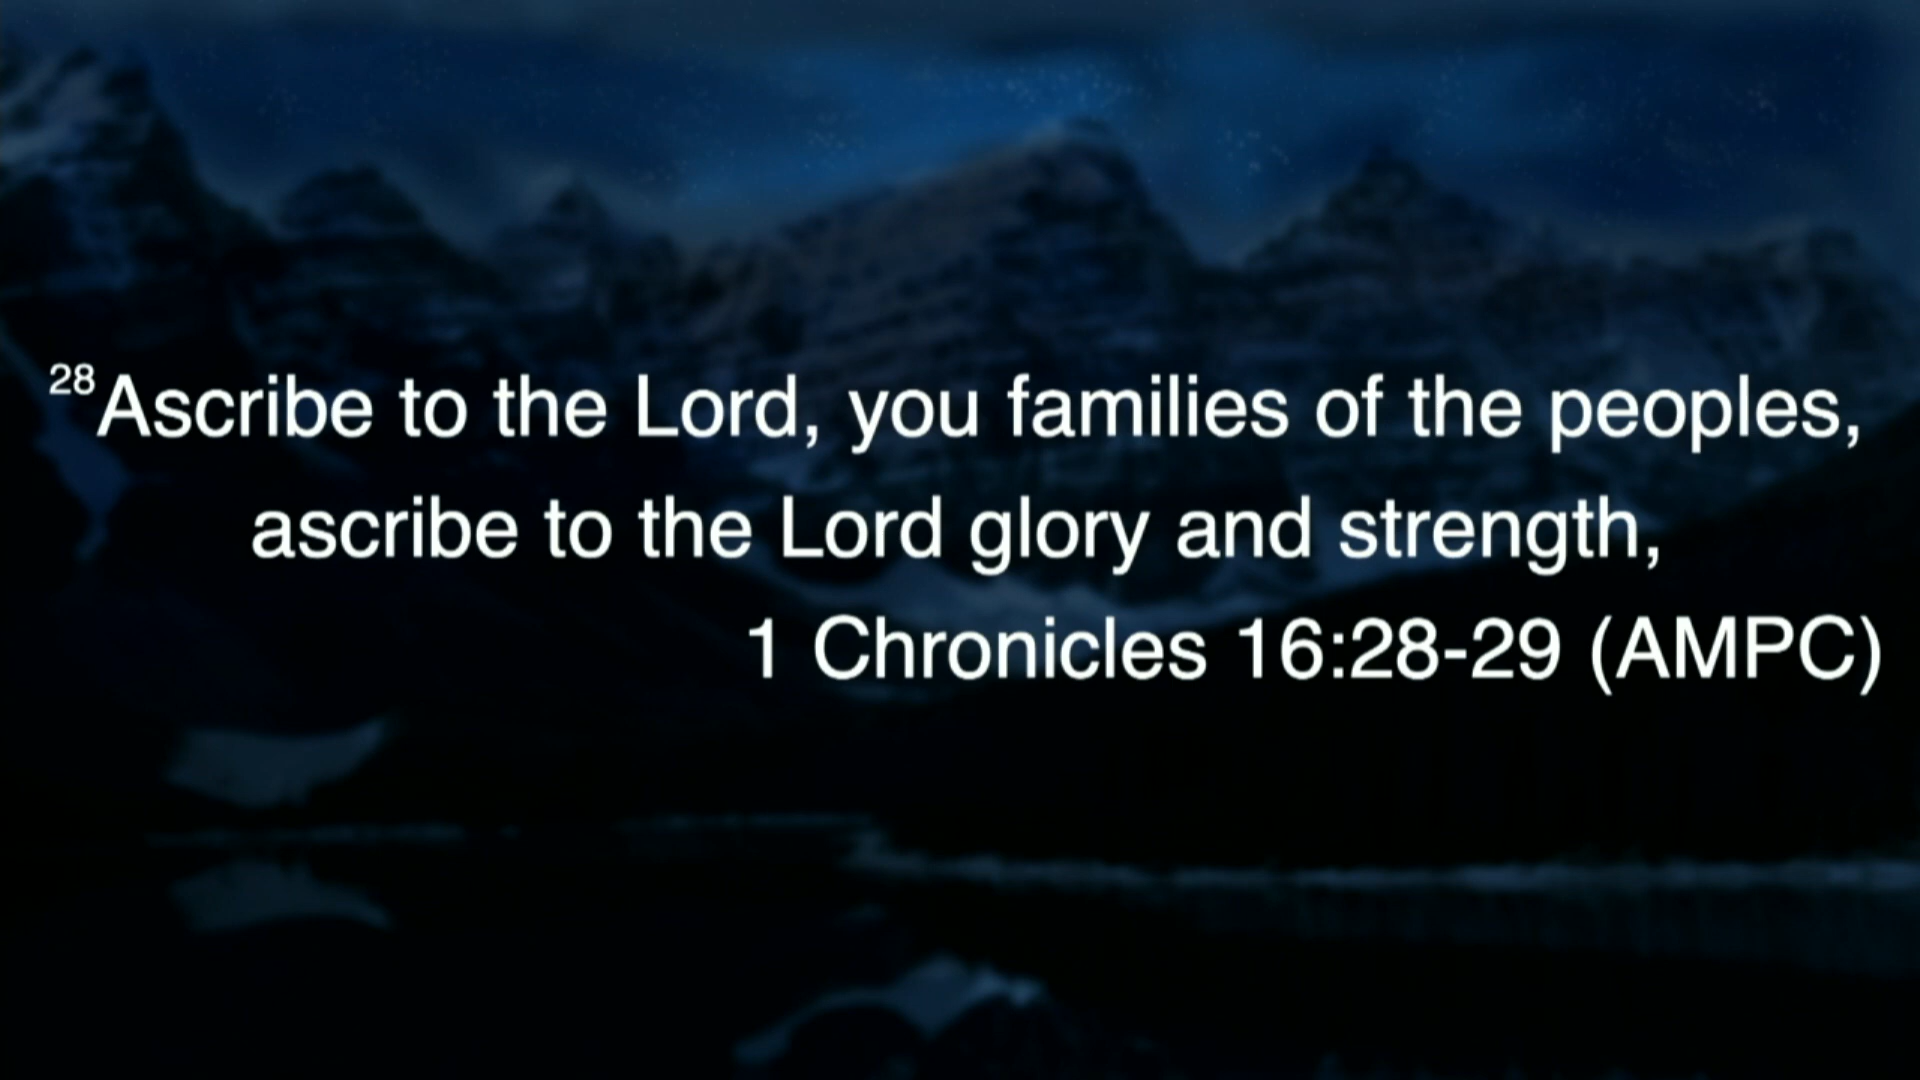 28Ascribe to the Lord, you families of the peoples,
ascribe to the Lord glory and strength,
1 Chronicles 16:28-29 (AMPC)